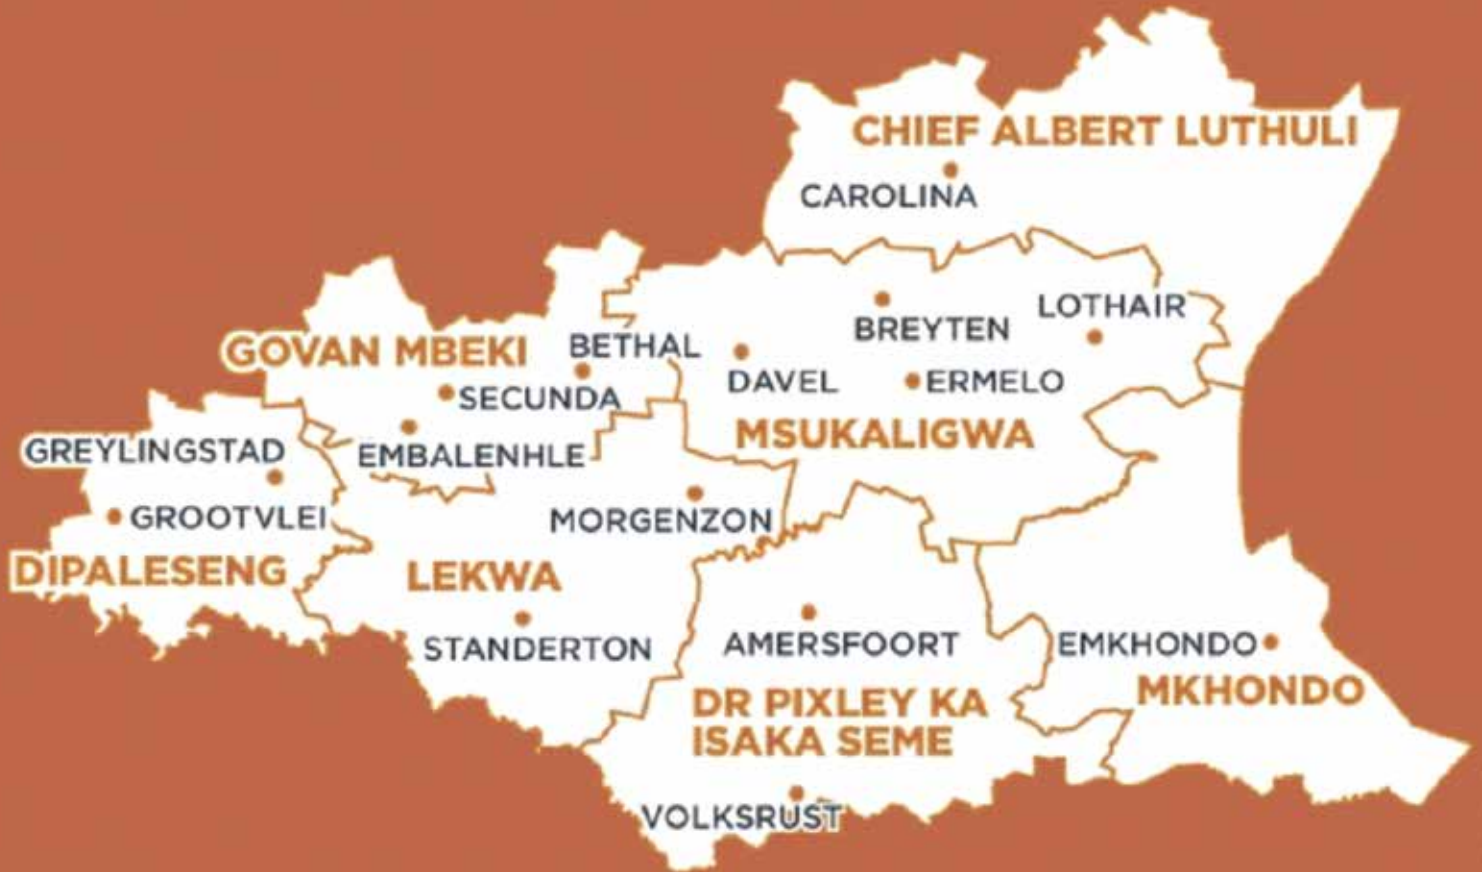 CHIEF ALBERT LUTHULI
CAROLINA
LOTHAIR
BREYTEN
GOVAN MBEKI
BETHAL
DAVEL
ERMELO
SECUNDA
MSUKALIGWA
GREYLINGSTAD
EMBALENHLE
GROOTVLEI
MORGENZON
DIPALESENG
LEKWA
STANDERTON
AMERSFOORT
EMKHONDO
MKHONDO
DR PIXLEY KA
ISAKA SEME
VOLKSRUST